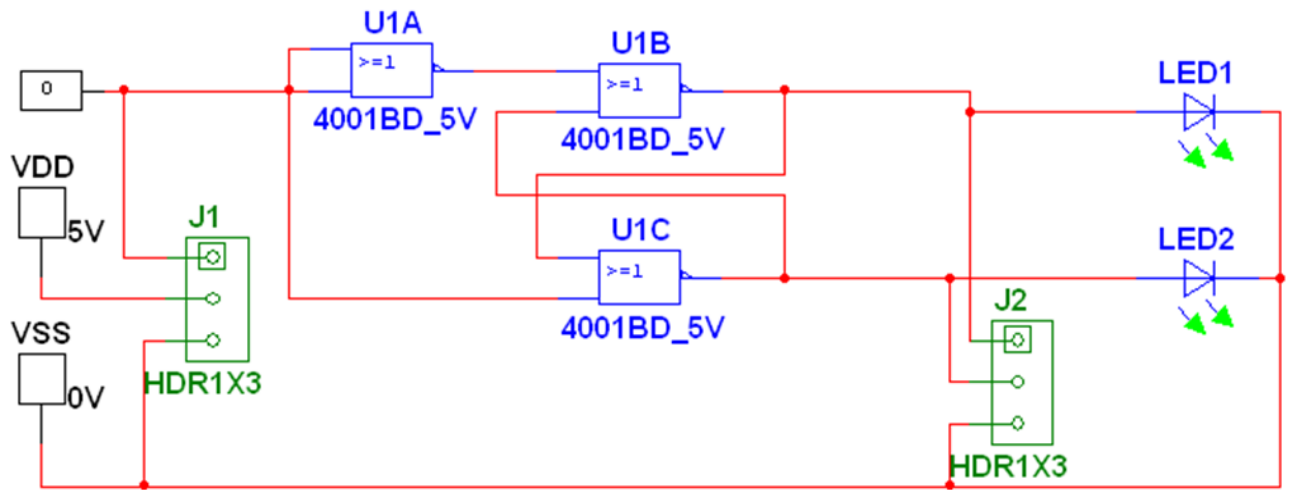 U1A
U1B
>=1
LED1
0
>=1
4001BD_5V
4001BD_5V
VDD
5V
J1
U1C
LED2
>=1
J2
VSS
4001BD_5V
0V
HDR1X3
HDR1X3